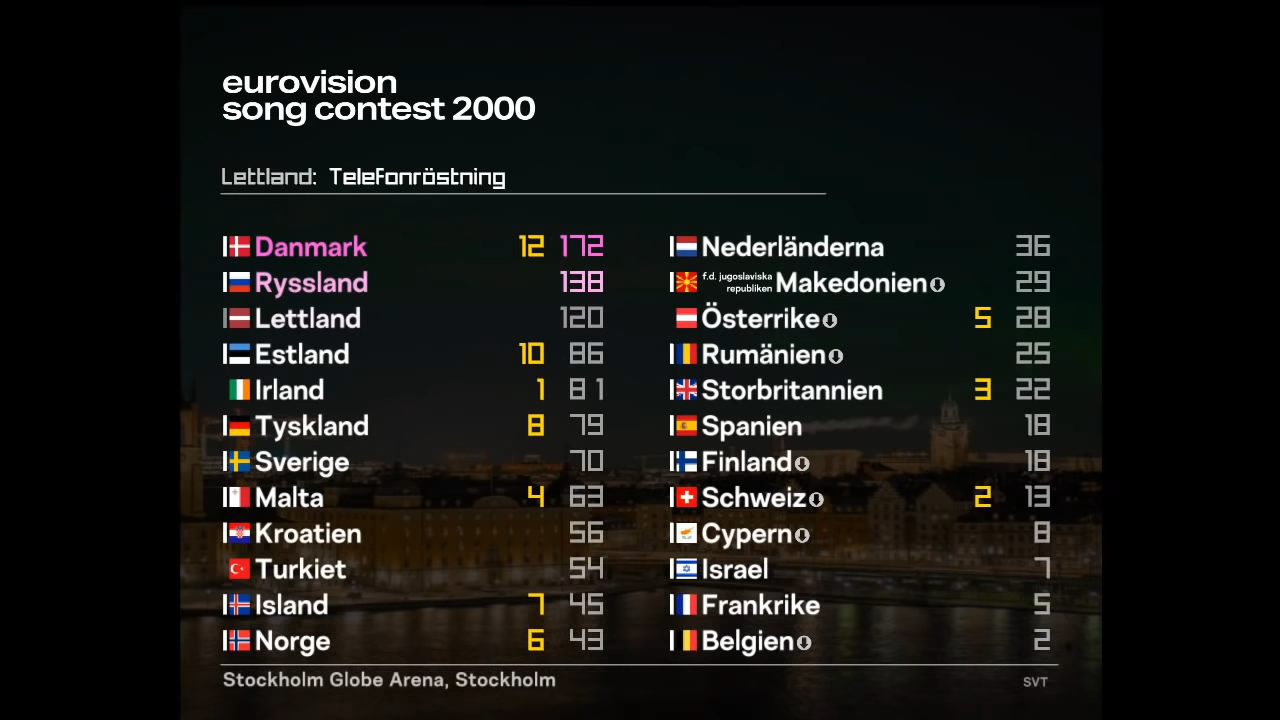 eurovision
song contest 2000
Lettland: Telefonröstning
Danmark 12 172
Ryssland 138
Lettland 120
Estland 10 86
Irland 1 81
Tyskland 8 79
Sverige 70
Malta 4 63
Kroatien 56
Turkiet 54
Island 7 45
Norge 6 43
Nederländerna 36
f.d. jugoslaviska
republiken Makedonien 29
Österrike 5 28
Rumänien 25
Storbritannien 3 22
Spanien 18
Finland 18
Schweiz 2 13
Cypern 8
Israel 7
Frankrike 5
Belgien 2
Stockholm Globe Arena, Stockholm
SVT